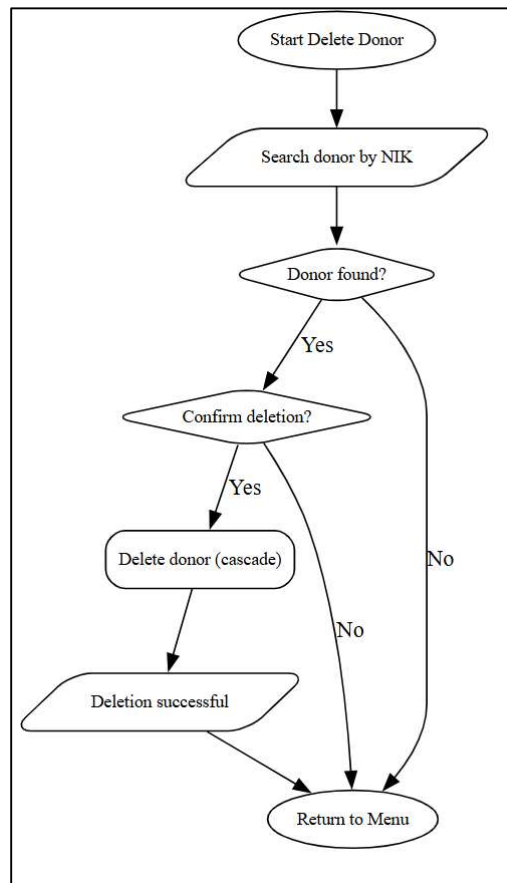 Start Delete Donor
Search donor by NIK
Donor found?
Yes
Confirm deletion?
Yes
Delete donor (cascade)
No
No
Deletion successful
Return to Menu